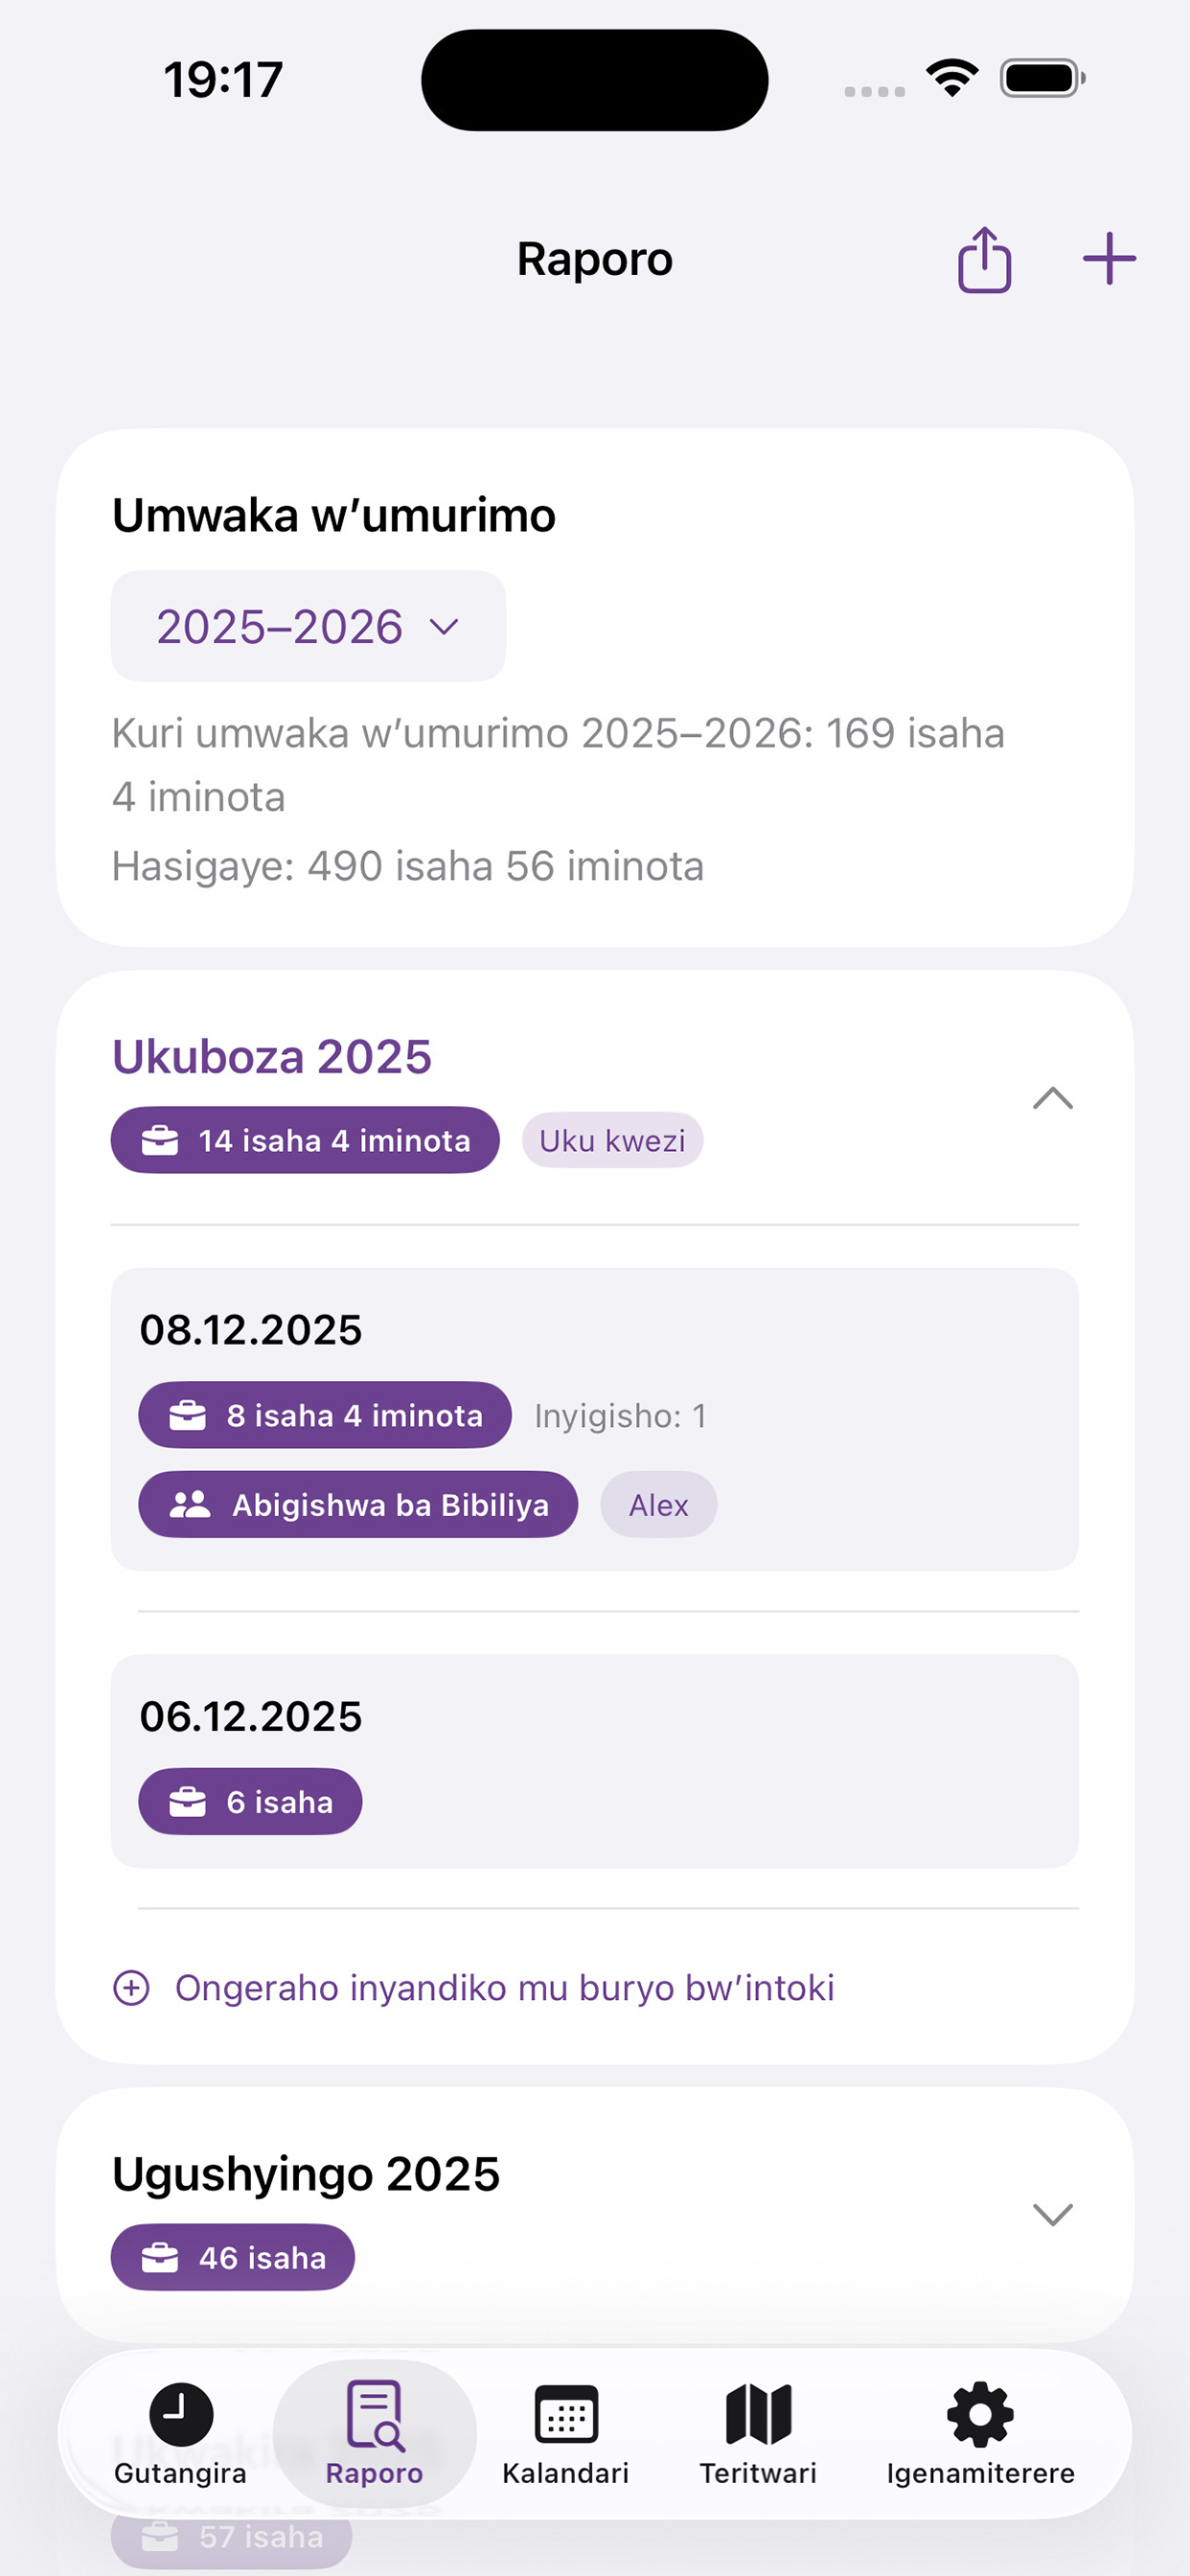 19:17
Raporo
Umwaka w’umurimo
2025–2026
Kuri umwaka w’umurimo 2025–2026: 169 isaha
4 iminota
Hasigaye: 490 isaha 56 iminota
Ukuboza 2025
14 isaha 4 iminota
Uku kwezi
08.12.2025
8 isaha 4 iminota
Inyigisho: 1
Abigishwa ba Bibiliya
Alex
06.12.2025
6 isaha
Ongeraho inyandiko mu buryo bw’intoki
Ugushyingo 2025
46 isaha
Gutangira
Raporo
Kalandari
Teritwari
Igenamiterere
57 isaha